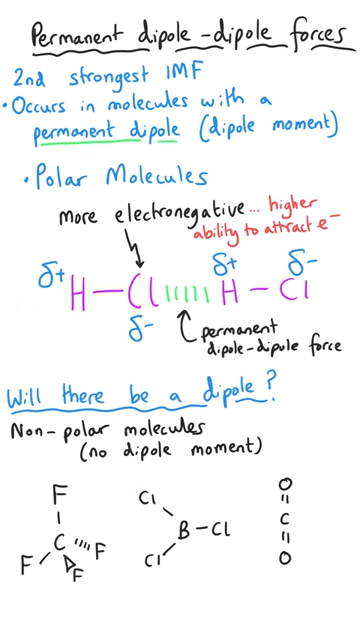 Permanent dipole-dipole forces
2nd strongest IMF
• Occurs in molecules with a
permanent dipole (dipole moment)
• Polar Molecules
more electronegative... higher
ability to attract e⁻
δ+ δ+ δ-
H — Cl H — Cl
δ-
permanent
dipole-dipole force
Will there be a dipole?
Non-polar molecules
(no dipole moment)
F Cl O
C B — Cl C
F F F Cl O